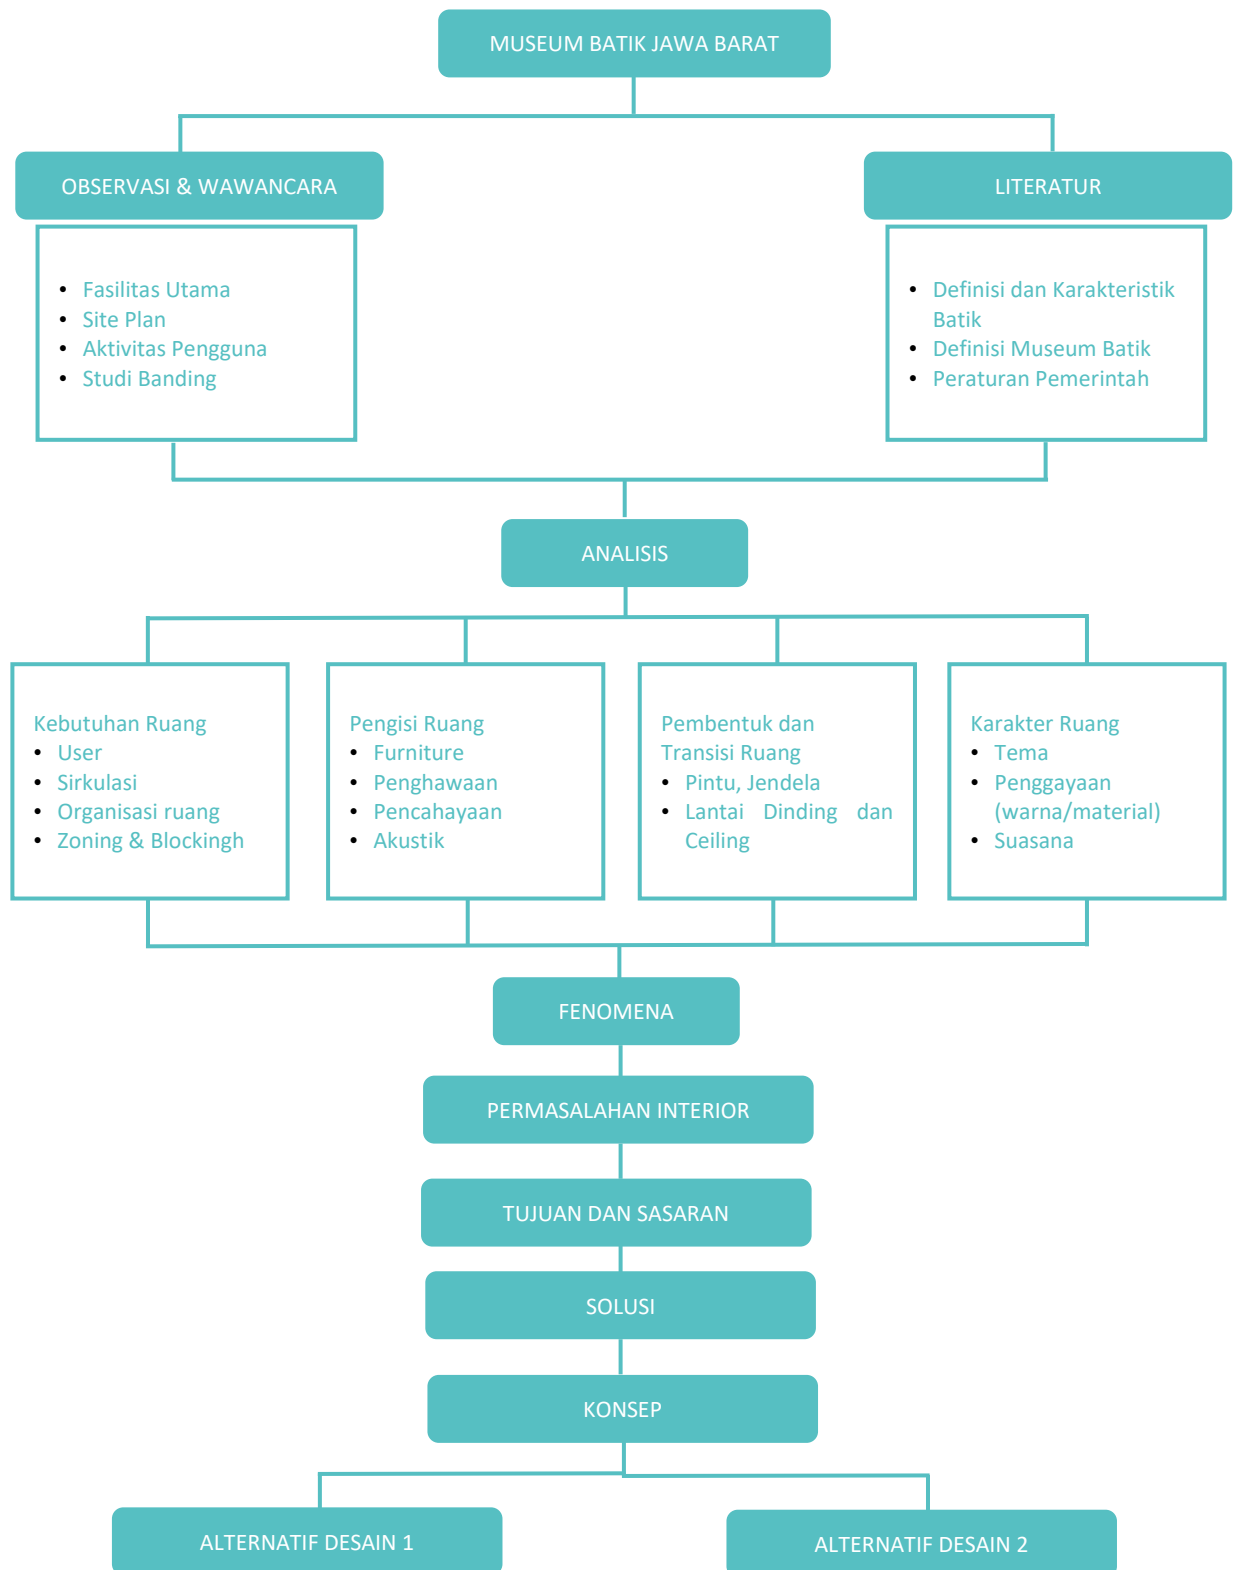 MUSEUM BATIK JAWA BARAT
OBSERVASI & WAWANCARA
LITERATUR
• Fasilitas Utama
• Site Plan
• Aktivitas Pengguna
• Studi Banding
• Definisi dan Karakteristik
Batik
• Definisi Museum Batik
• Peraturan Pemerintah
ANALISIS
Kebutuhan Ruang
• User
• Sirkulasi
• Organisasi ruang
• Zoning & Blockingh
Pengisi Ruang
• Furniture
• Penghawaan
• Pencahayaan
• Akustik
Pembentuk dan
Transisi Ruang
• Pintu, Jendela
• Lantai Dinding dan
Ceiling
Karakter Ruang
• Tema
• Penggayaan
(warna/material)
• Suasana
FENOMENA
PERMASALAHAN INTERIOR
TUJUAN DAN SASARAN
SOLUSI
KONSEP
ALTERNATIF DESAIN 1
ALTERNATIF DESAIN 2